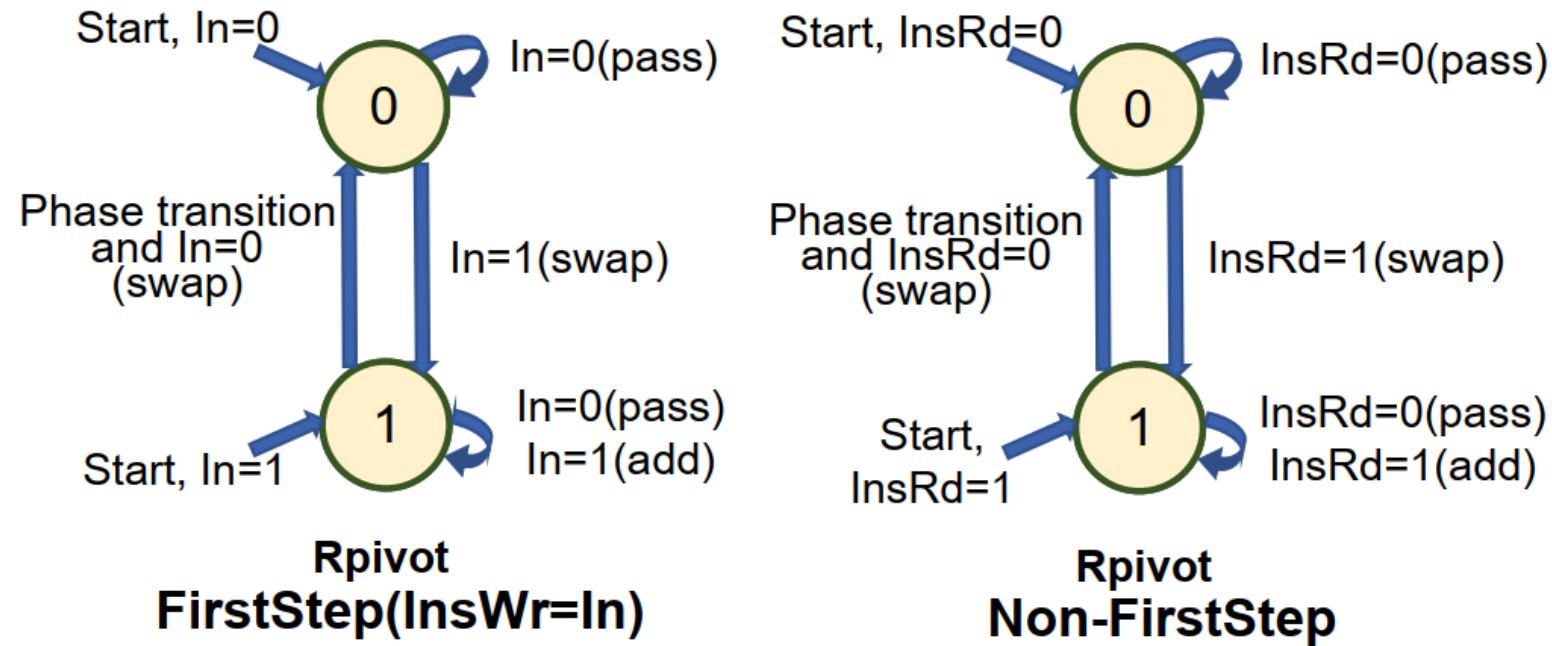 Start, In=0
In=0(pass)
0
Phase transition
and In=0
(swap)
In=1(swap)
1
In=0(pass)
In=1(add)
Start, In=1
Rpivot
FirstStep(InsWr=In)
Start, InsRd=0
InsRd=0(pass)
0
Phase transition
and InsRd=0
(swap)
InsRd=1(swap)
1
InsRd=0(pass)
InsRd=1(add)
Start,
InsRd=1
Rpivot
Non-FirstStep